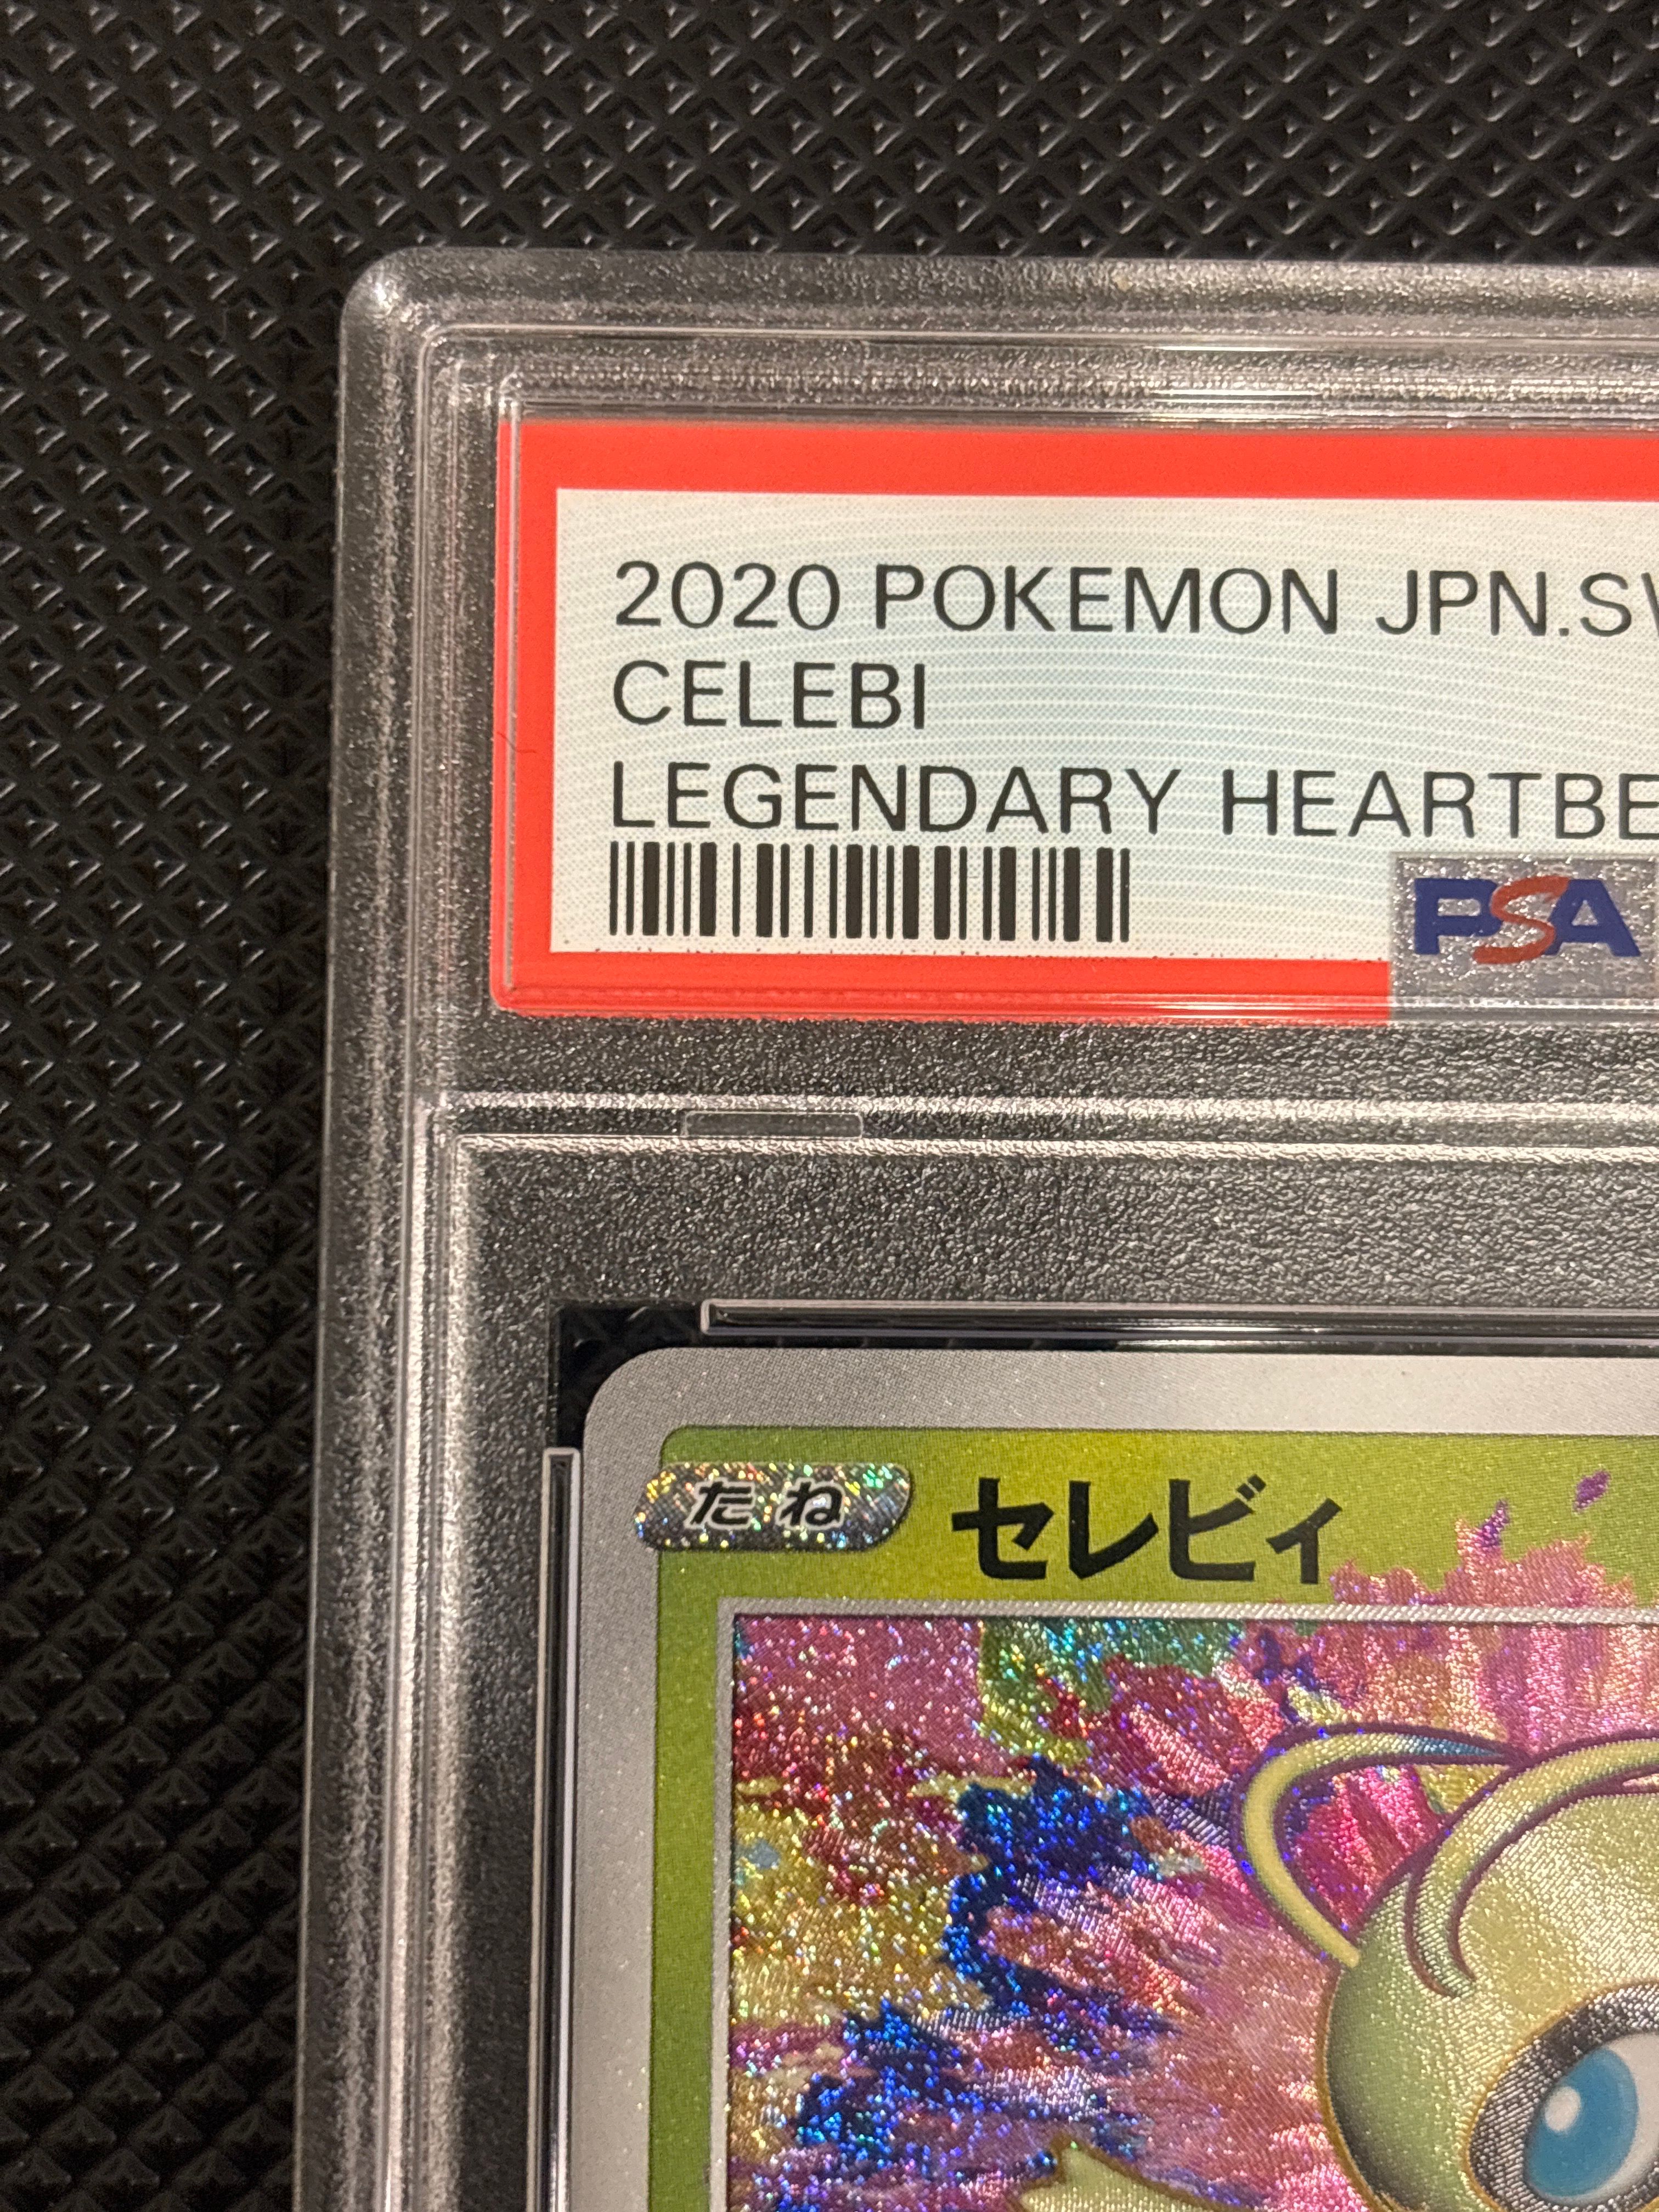 2020 POKEMON JPN.SW
CELEBI
LEGENDARY HEARTBE
PSA
たね セレビィ